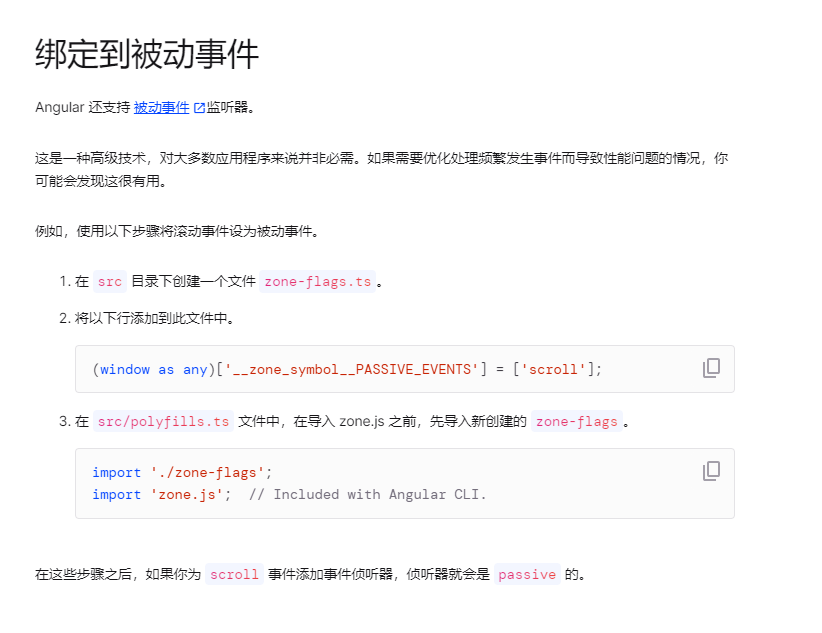 绑定到被动事件
Angular 还支持 被动事件 监听器。
这是一种高级技术，对大多数应用程序来说并非必需。如果需要优化处理频繁发生事件而导致性能问题的情况，你
可能会发现这很有用。
例如，使用以下步骤将滚动事件设为被动事件。
1. 在 src 目录下创建一个文件 zone-flags.ts 。
2. 将以下行添加到此文件中。
(window as any)['__zone_symbol__PASSIVE_EVENTS'] = ['scroll'];
3. 在 src/polyfills.ts 文件中，在导入 zone.js 之前，先导入新创建的 zone-flags 。
import './zone-flags';
import 'zone.js';  // Included with Angular CLI.
在这些步骤之后，如果你为 scroll 事件添加事件侦听器，侦听器就会是 passive 的。